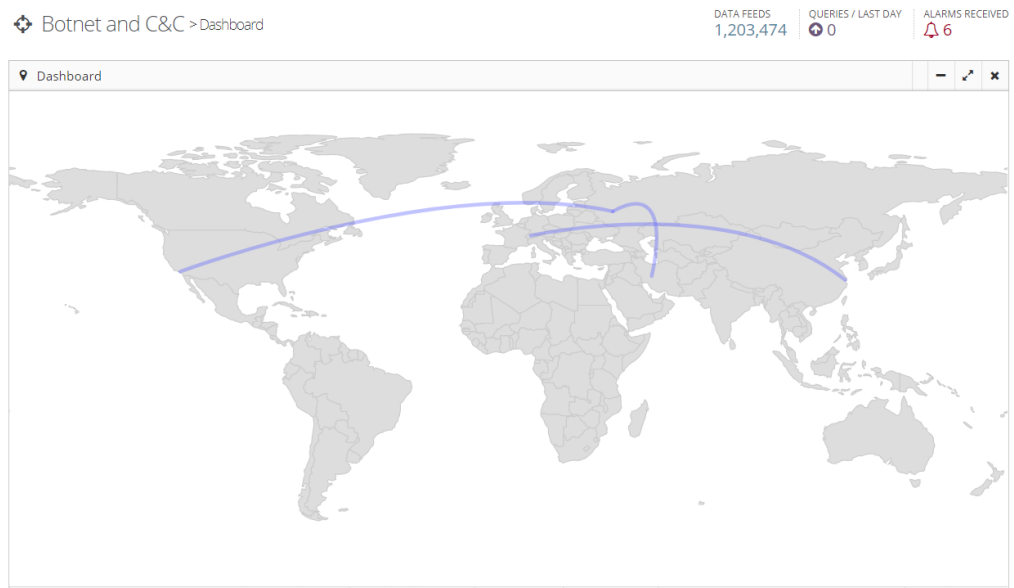 Botnet and C&C > Dashboard
DATA FEEDS
1,203,474
QUERIES / LAST DAY
0
ALARMS RECEIVED
6
Dashboard